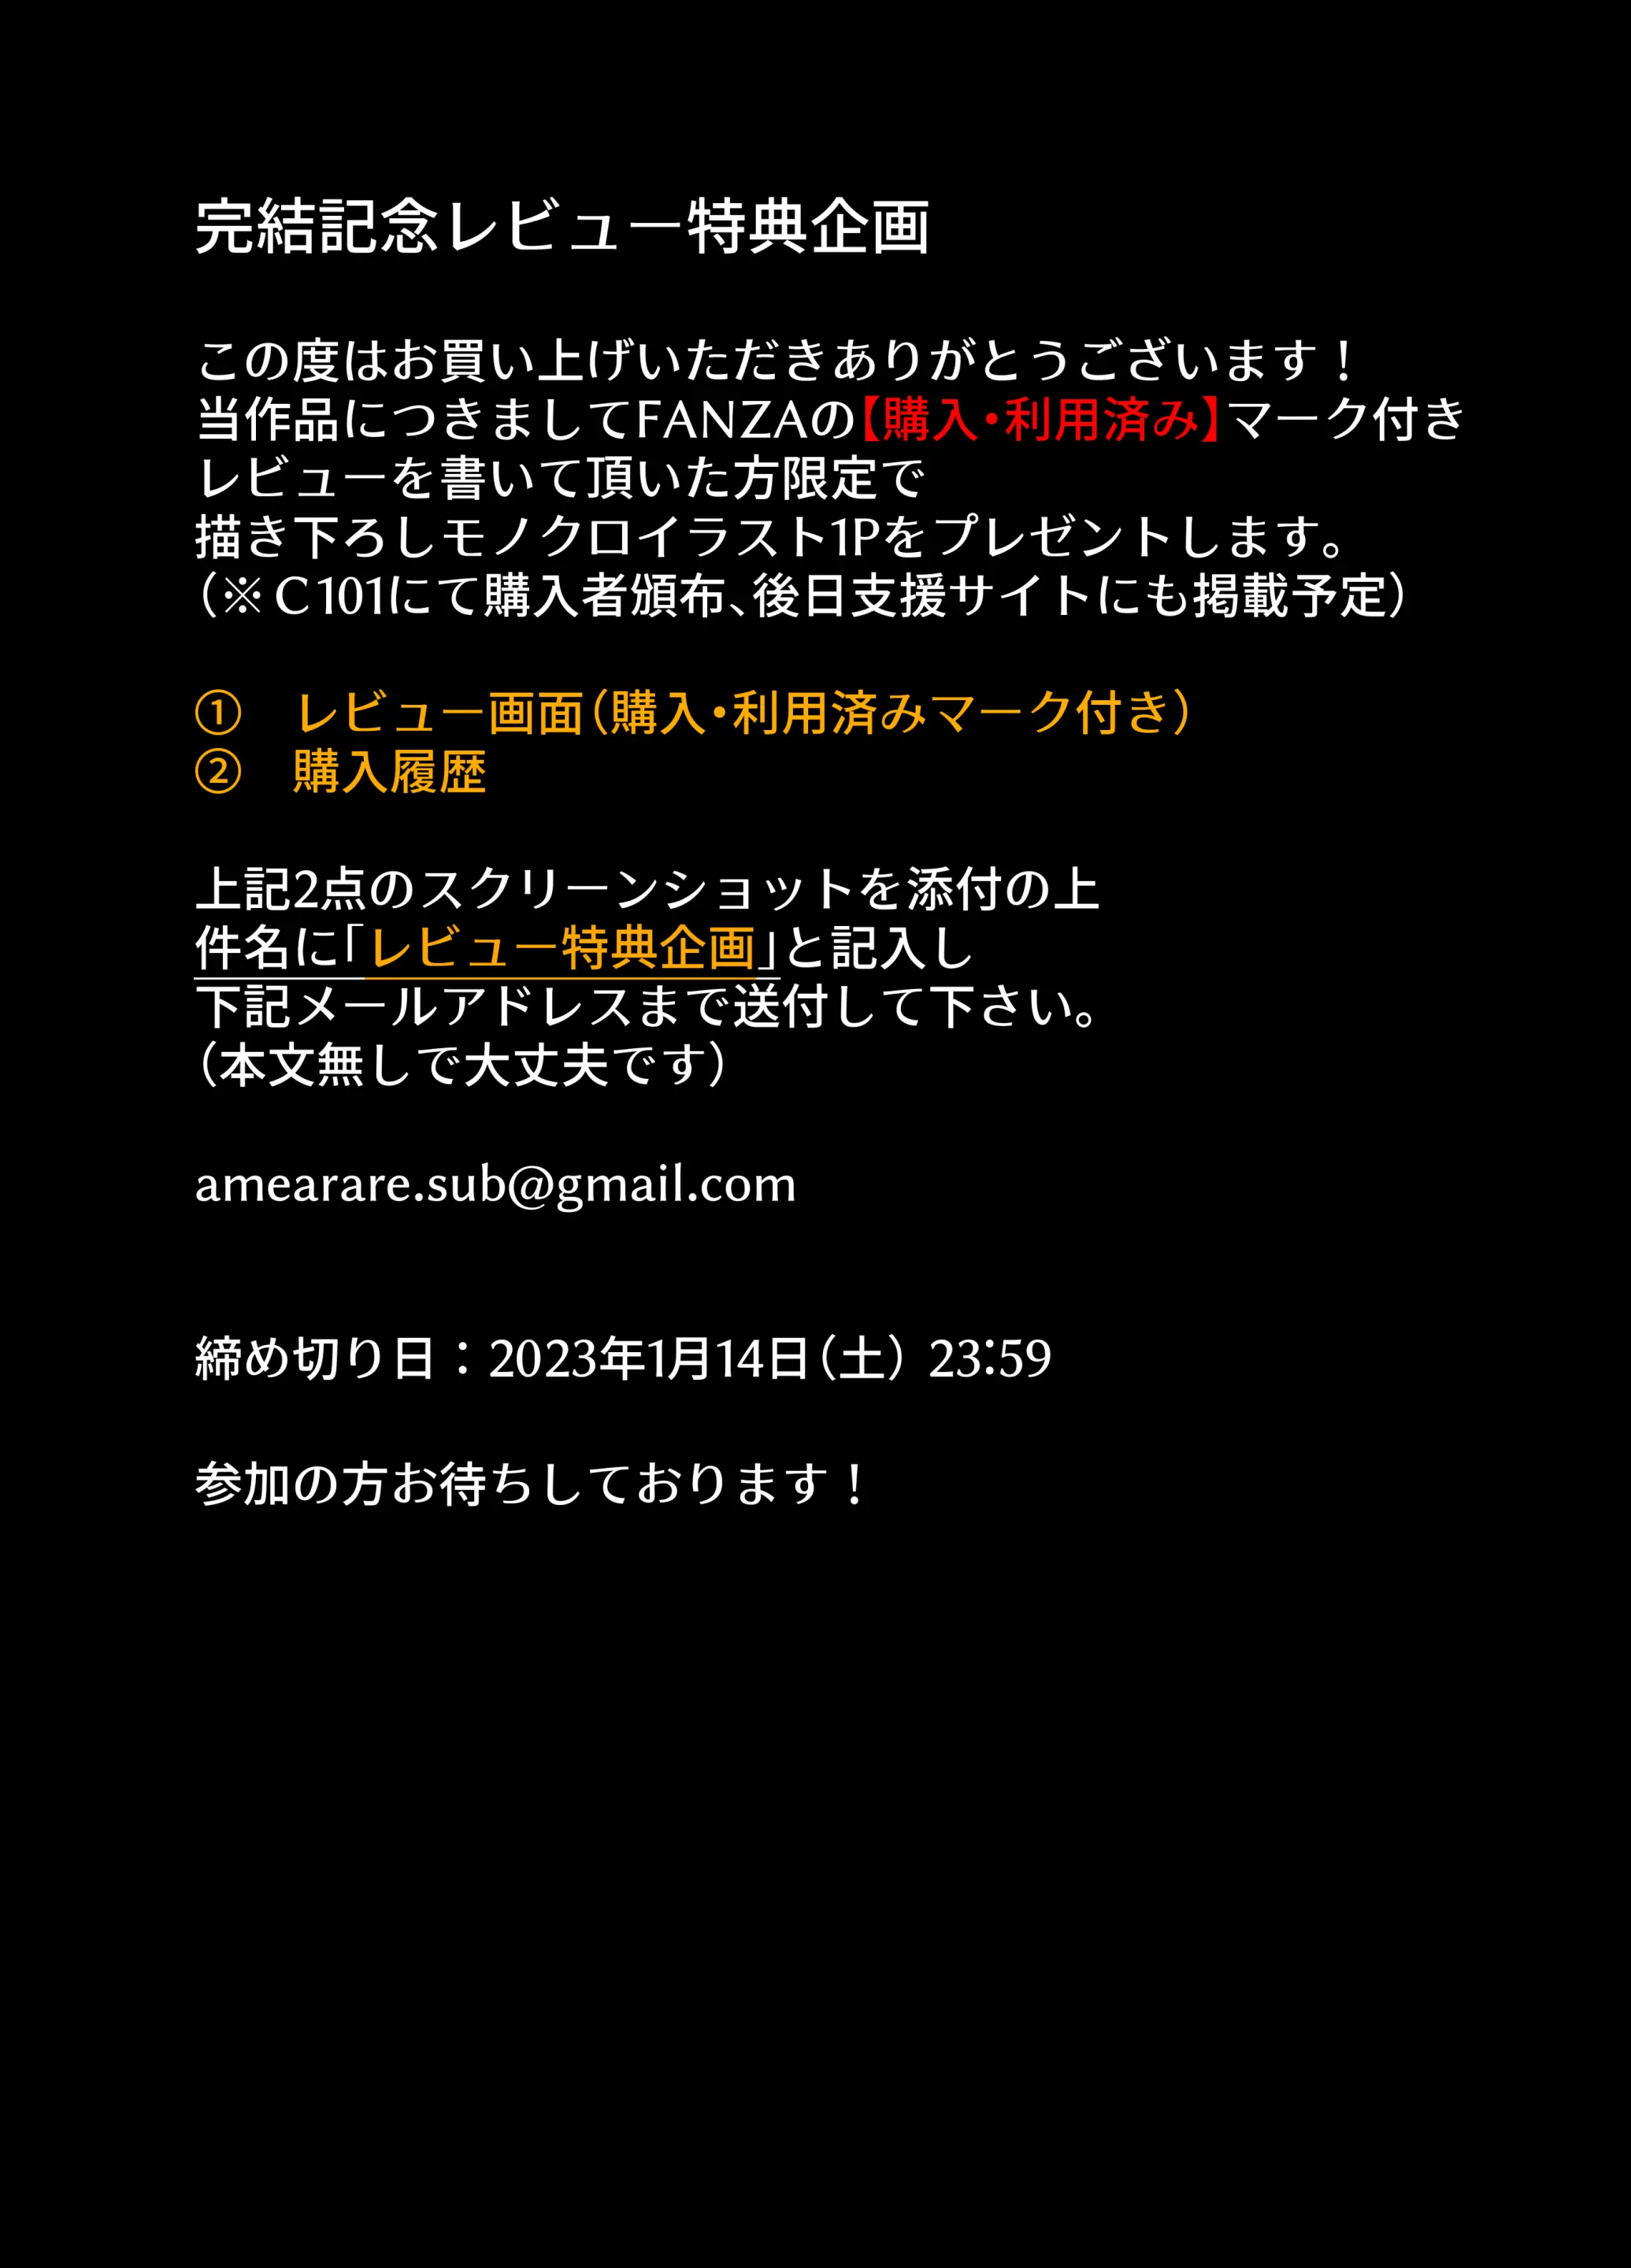 完結記念レビュー特典企画
この度はお買い上げいただきありがとうございます！
当作品につきましてFANZAの【購入・利用済み】マーク付き
レビューを書いて頂いた方限定で
描き下ろしモノクロイラスト1Pをプレゼントします。
（※C101にて購入者頒布、後日支援サイトにも掲載予定）
①　レビュー画面（購入・利用済みマーク付き）
②　購入履歴
上記2点のスクリーンショットを添付の上
件名に「レビュー特典企画」と記入し
下記メールアドレスまで送付して下さい。
（本文無しで大丈夫です）
amearare.sub@gmail.com
締め切り日：2023年1月14日（土）23:59
参加の方お待ちしております！